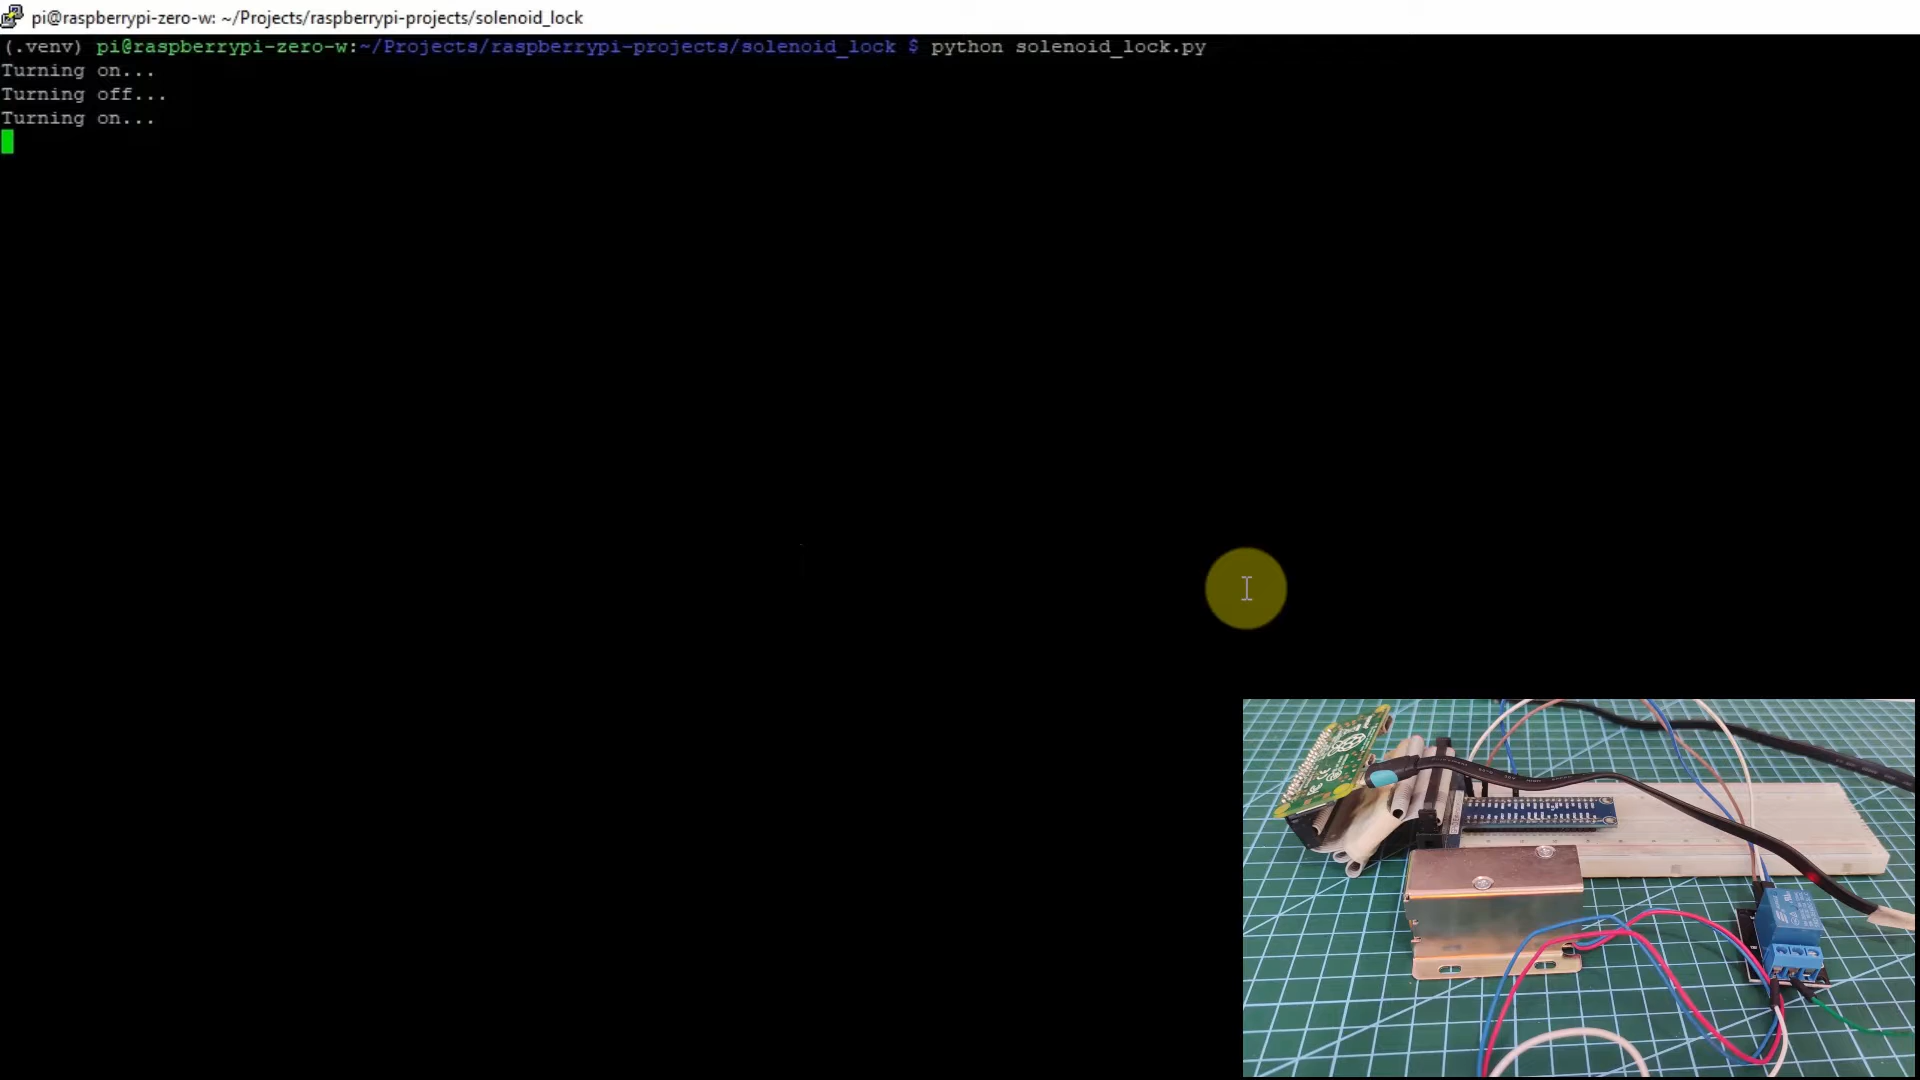 pi@raspberrypi-zero-w: ~/Projects/raspberrypi-projects/solenoid_lock
(.venv) pi@raspberrypi-zero-w:~/Projects/raspberrypi-projects/solenoid_lock $ python solenoid_lock.py
Turning on...
Turning off...
Turning on...